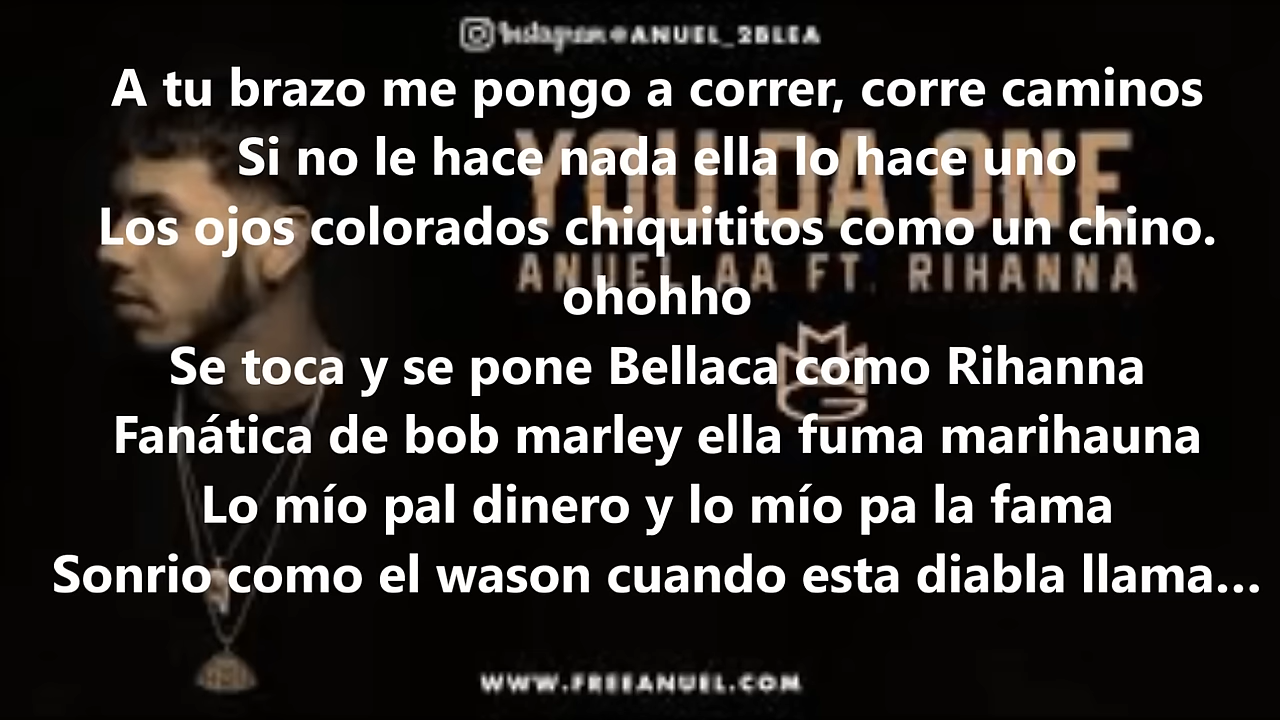 Instagram @ANUEL_2BLEA
A tu brazo me pongo a correr, corre caminos
Si no le hace nada ella lo hace uno
YOU DA ONE
Los ojos colorados chiquititos como un chino.
ANUEL AA FT. RIHANNA
ohohho
Se toca y se pone Bellaca como Rihanna
Fanática de bob marley ella fuma marihauna
Lo mío pal dinero y lo mío pa la fama
Sonrio como el wason cuando esta diabla llama...
WWW.FREEANUEL.COM